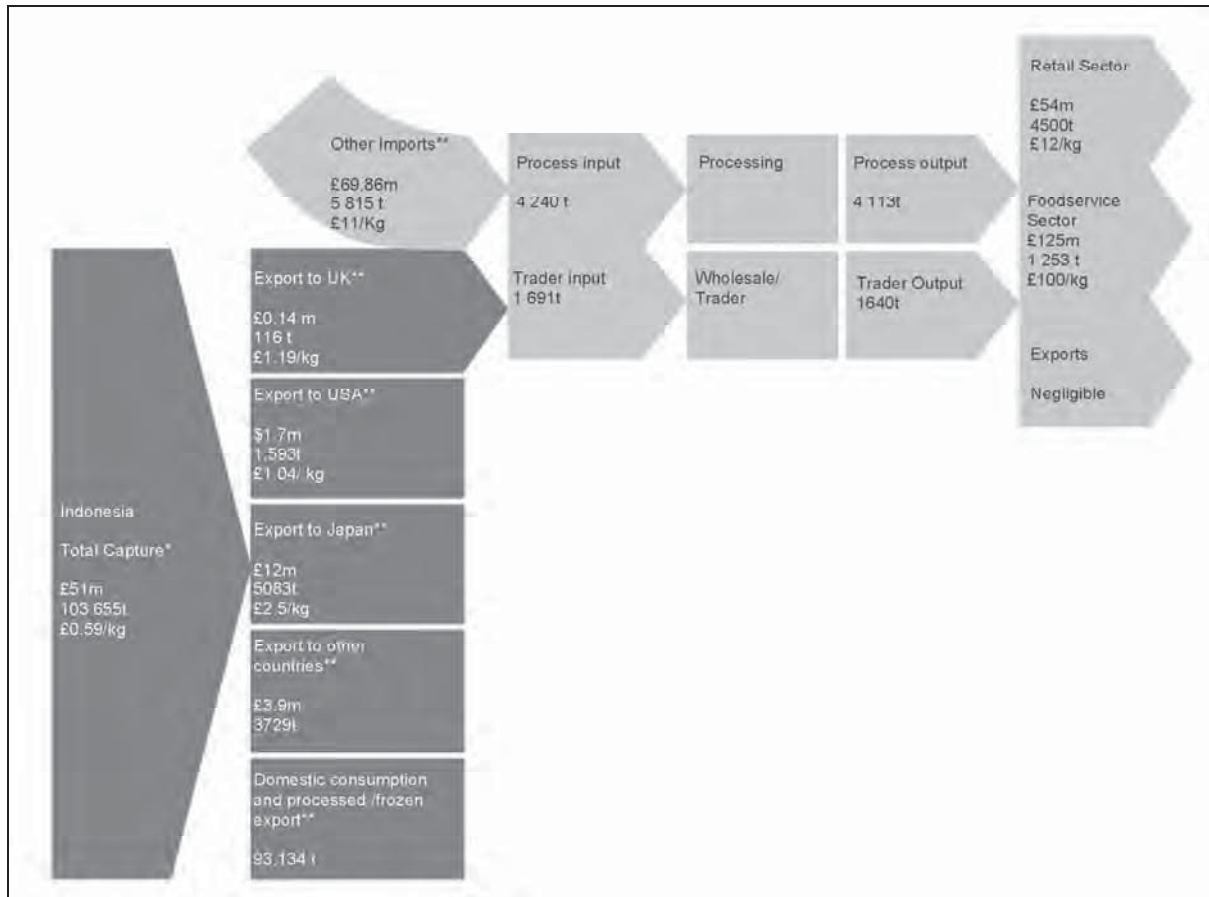 Retail Sector
£54m
4500t
£12/kg
Foodservice
Sector
£125m
1 253 t
£100/kg
Exports
Negligible
Other Imports**
£69.86m
5 815 t
£11/Kg
Process input
4 240 t
Processing
Process output
4 113t
Export to UK**
£0.14 m
116 t
£1.19/kg
Trader input
1 691t
Wholesale/
Trader
Trader Output
1640t
Export to USA**
$1.7m
1,593t
£1.04/ kg
Export to Japan**
£12m
5083t
£2.5/kg
Export to other
countries**
£3.9m
3729t
Domestic consumption
and processed /frozen
export**
93,134 t
Indonesia
Total Capture*
£51m
103 655t
£0.59/kg